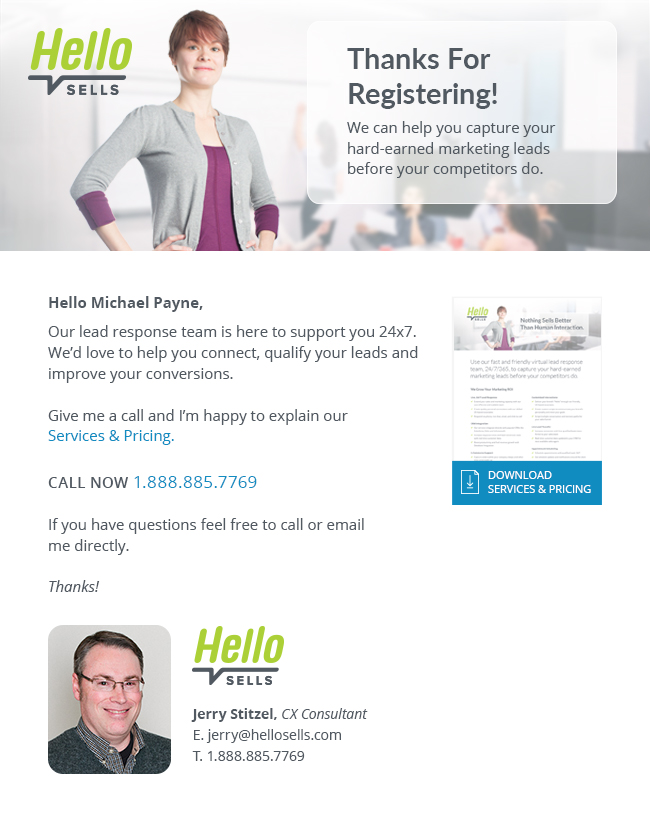 Hello
SELLS
Thanks For
Registering!
We can help you capture your
hard-earned marketing leads
before your competitors do.
Hello Michael Payne,
Our lead response team is here to support you 24x7.
We’d love to help you connect, qualify your leads and
improve your conversions.
Give me a call and I’m happy to explain our
Services & Pricing.
CALL NOW 1.888.885.7769
If you have questions feel free to call or email
me directly.
Thanks!
Hello
SELLS
Nothing Sells Better
Than Human Interaction.
Use our fast and friendly virtual lead response
team, 24/7/365, to capture your hard-earned
marketing leads before your competitors do.
DOWNLOAD
SERVICES & PRICING
Hello
SELLS
Jerry Stitzel, CX Consultant
E. jerry@hellosells.com
T. 1.888.885.7769